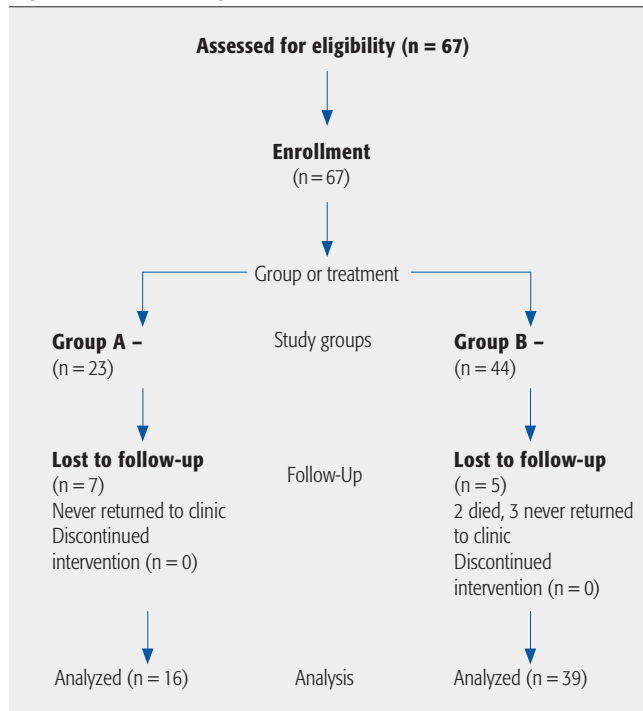 Assessed for eligibility (n = 67)
Enrollment
(n = 67)
Group or treatment
Group A –
(n = 23)
Study groups
Group B –
(n = 44)
Lost to follow-up
(n = 7)
Never returned to clinic
Discontinued
intervention (n = 0)
Follow-Up
Lost to follow-up
(n = 5)
2 died, 3 never returned
to clinic
Discontinued
intervention (n = 0)
Analyzed (n = 16)
Analysis
Analyzed (n = 39)